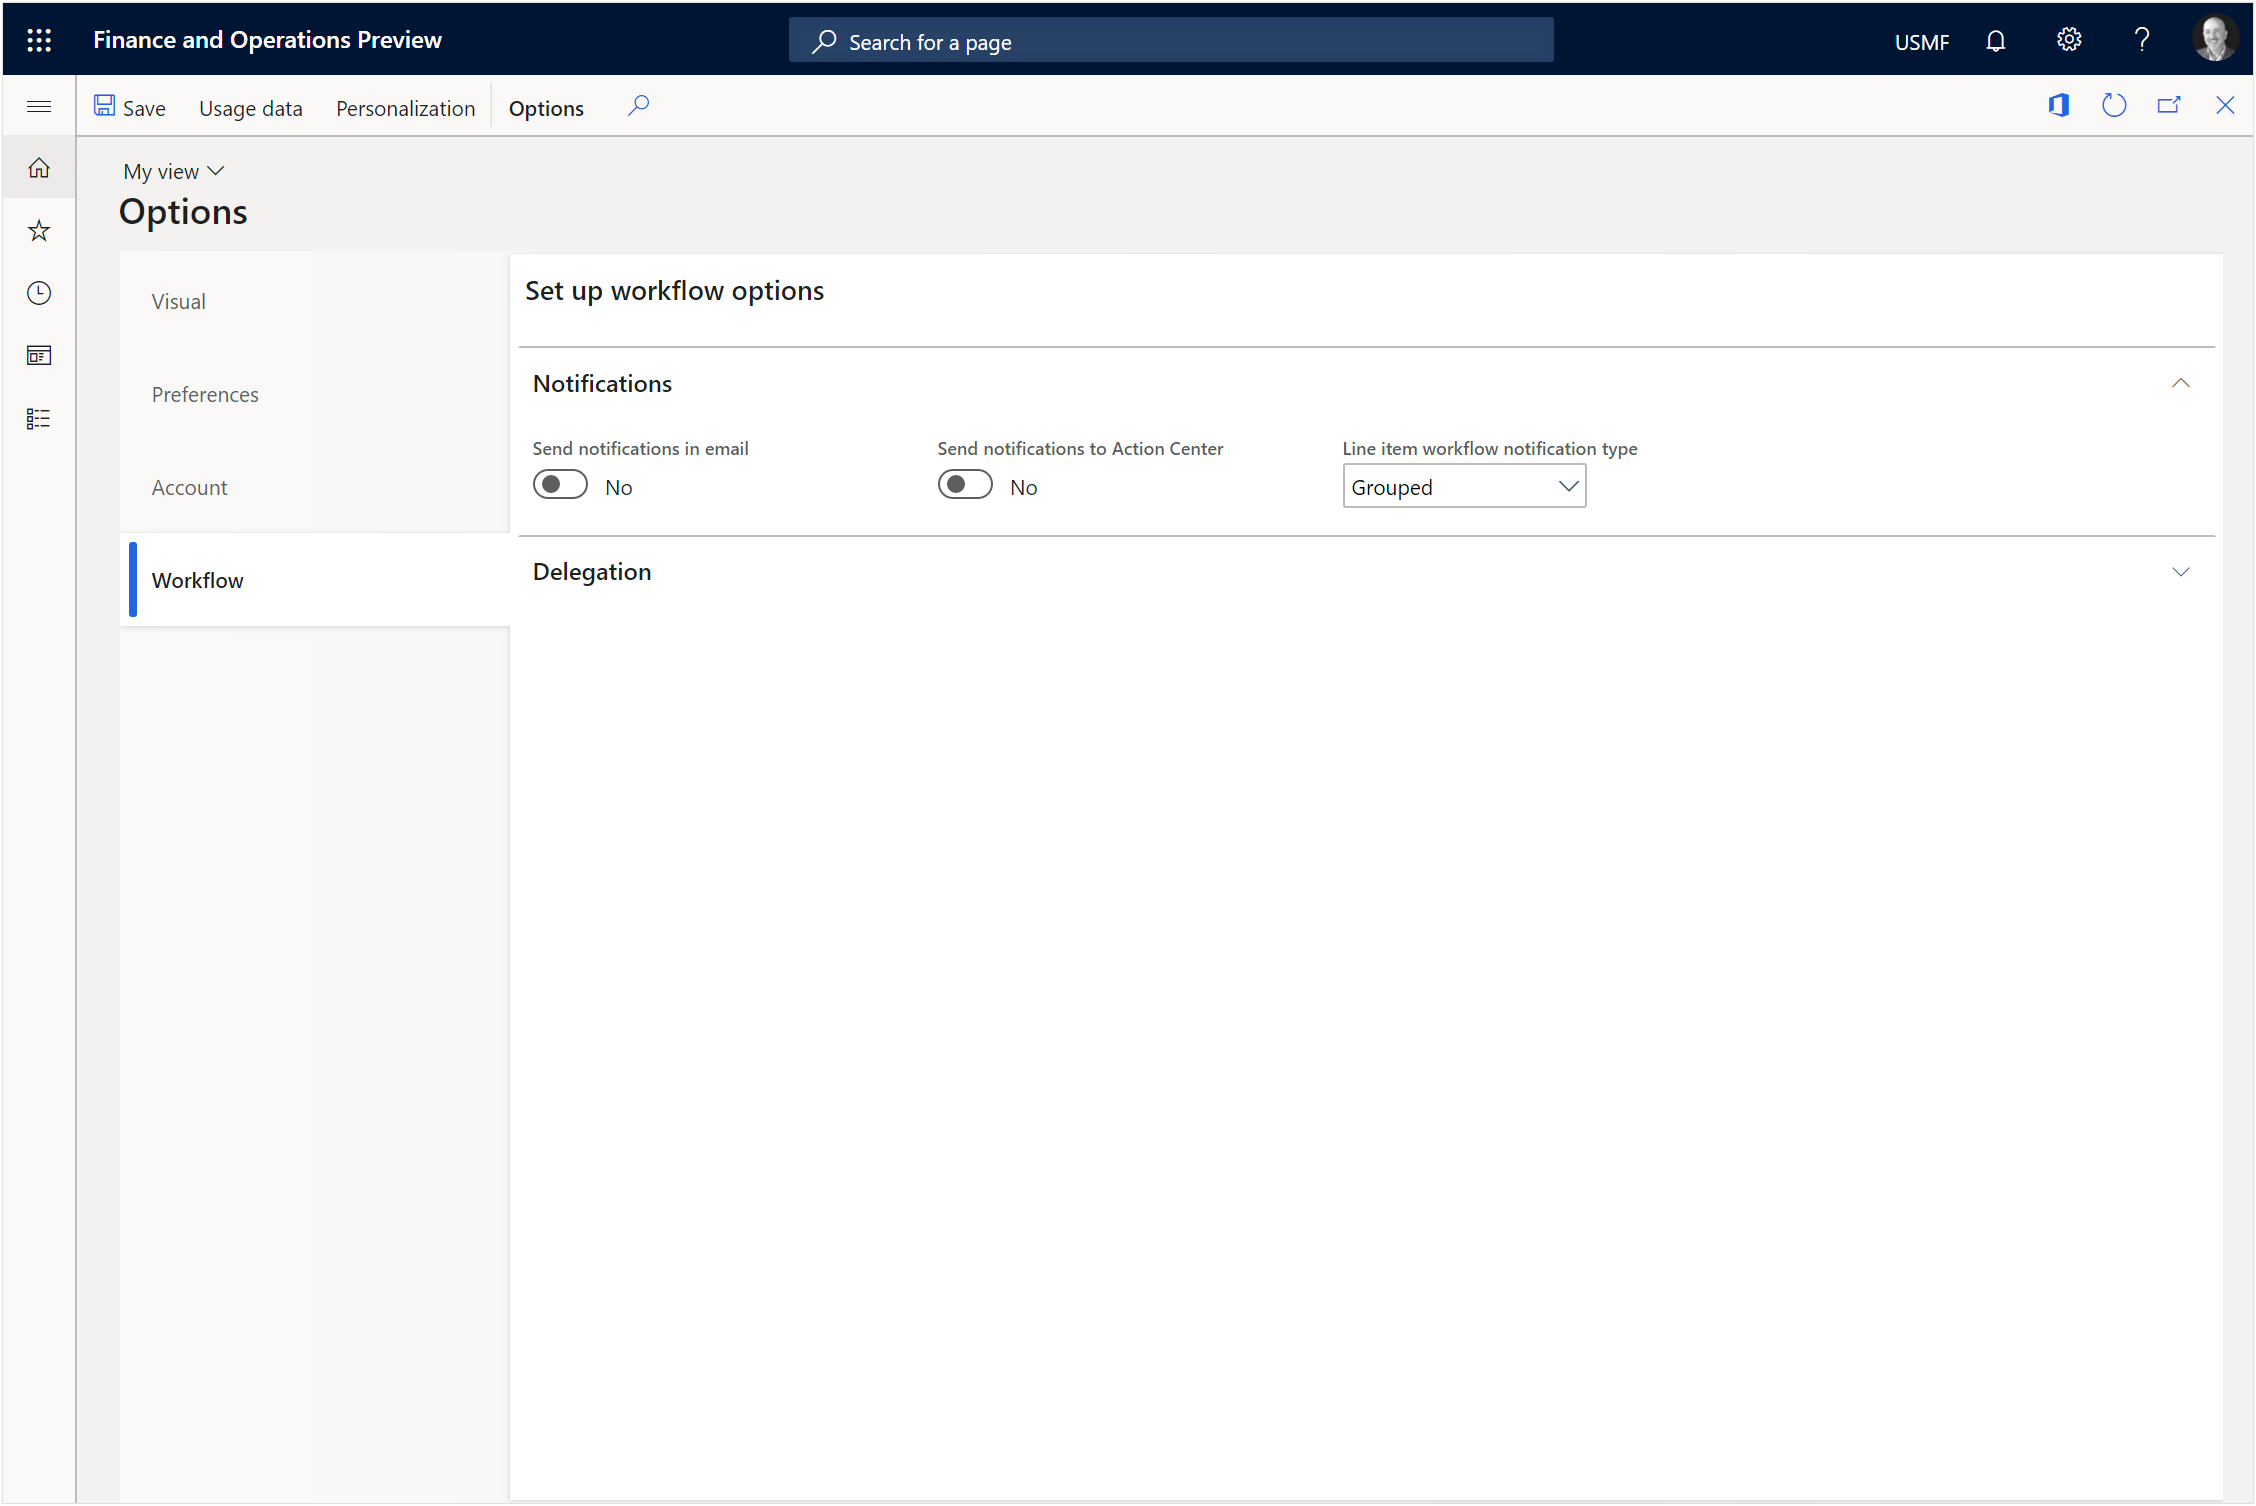 Finance and Operations Preview
Search for a page
USMF
Save
Usage data
Personalization
Options
My view
Options
Visual
Preferences
Account
Workflow
Set up workflow options
Notifications
Send notifications in email
No
Send notifications to Action Center
No
Line item workflow notification type
Grouped
Delegation